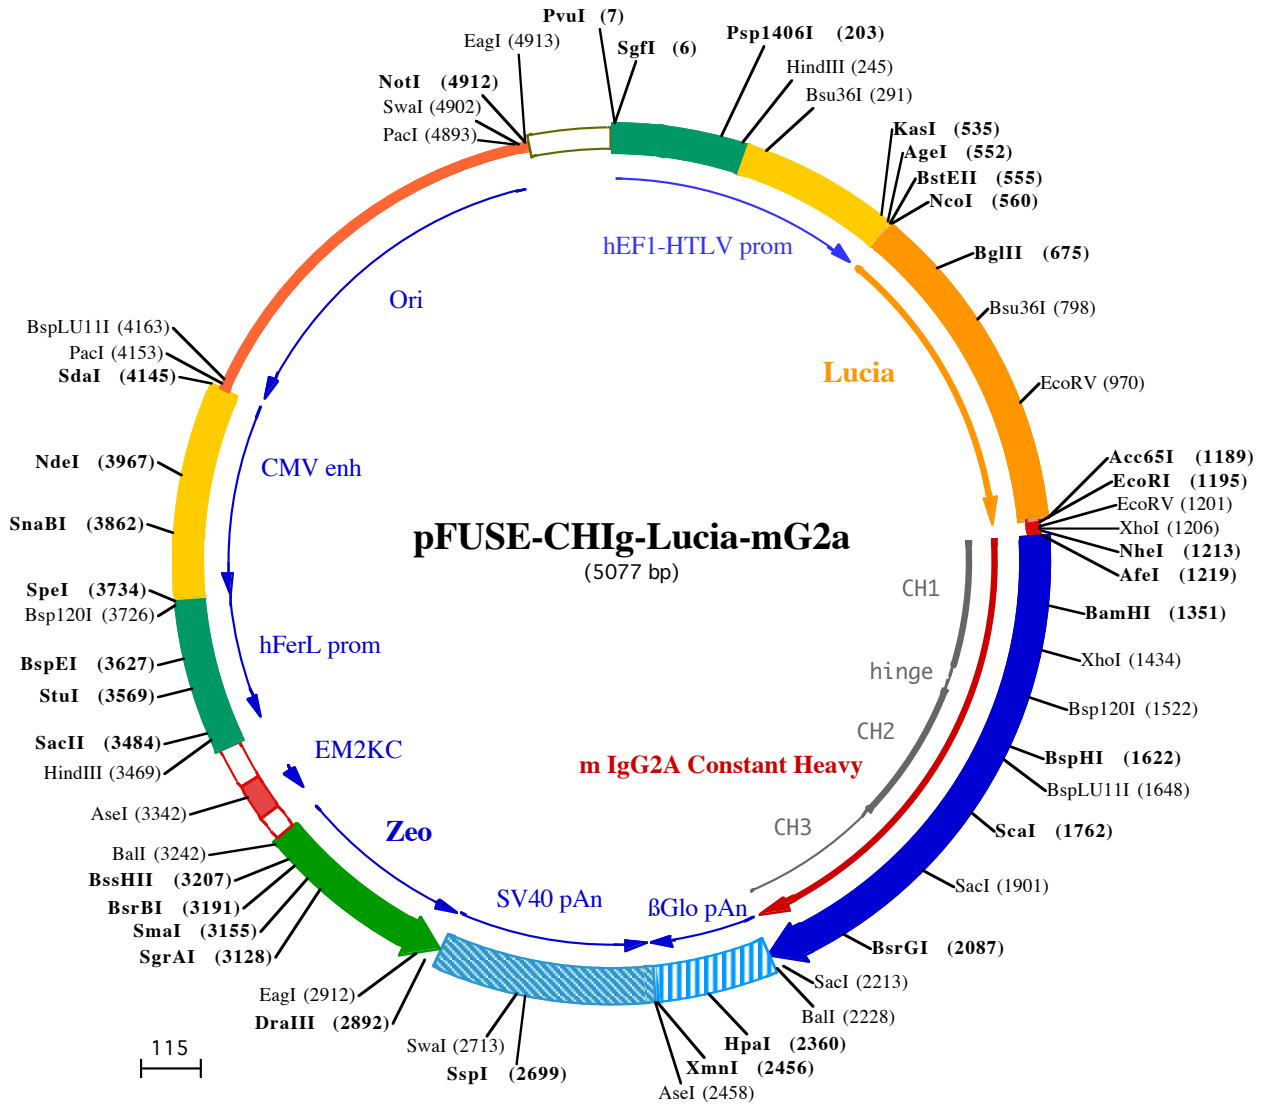 PvuI (7)
SgfI (6)
Psp1406I (203)
HindIII (245)
Bsu36I (291)
KasI (535)
AgeI (552)
BstEII (555)
NcoI (560)
BglII (675)
Bsu36I (798)
EcoRV (970)
Acc65I (1189)
EcoRI (1195)
EcoRV (1201)
XhoI (1206)
NheI (1213)
AfeI (1219)
BamHI (1351)
XhoI (1434)
Bsp120I (1522)
BspHI (1622)
BspLU11I (1648)
ScaI (1762)
SacI (1901)
BsrGI (2087)
SacI (2213)
BalI (2228)
HpaI (2360)
XmnI (2456)
AseI (2458)
SspI (2699)
SwaI (2713)
DraIII (2892)
EagI (2912)
SgrAI (3128)
SmaI (3155)
BsrBI (3191)
BssHII (3207)
BalI (3242)
AseI (3342)
HindIII (3469)
SacII (3484)
StuI (3569)
BspEI (3627)
Bsp120I (3726)
SpeI (3734)
SnaBI (3862)
NdeI (3967)
SdaI (4145)
PacI (4153)
BspLU11I (4163)
PacI (4893)
SwaI (4902)
NotI (4912)
EagI (4913)
hEF1-HTLV prom
Ori
Lucia
CMV enh
pFUSE-CHIg-Lucia-mG2a
(5077 bp)
CH1
hinge
CH2
m IgG2A Constant Heavy
CH3
hFerL prom
EM2KC
Zeo
SV40 pAn
ßGlo pAn
115